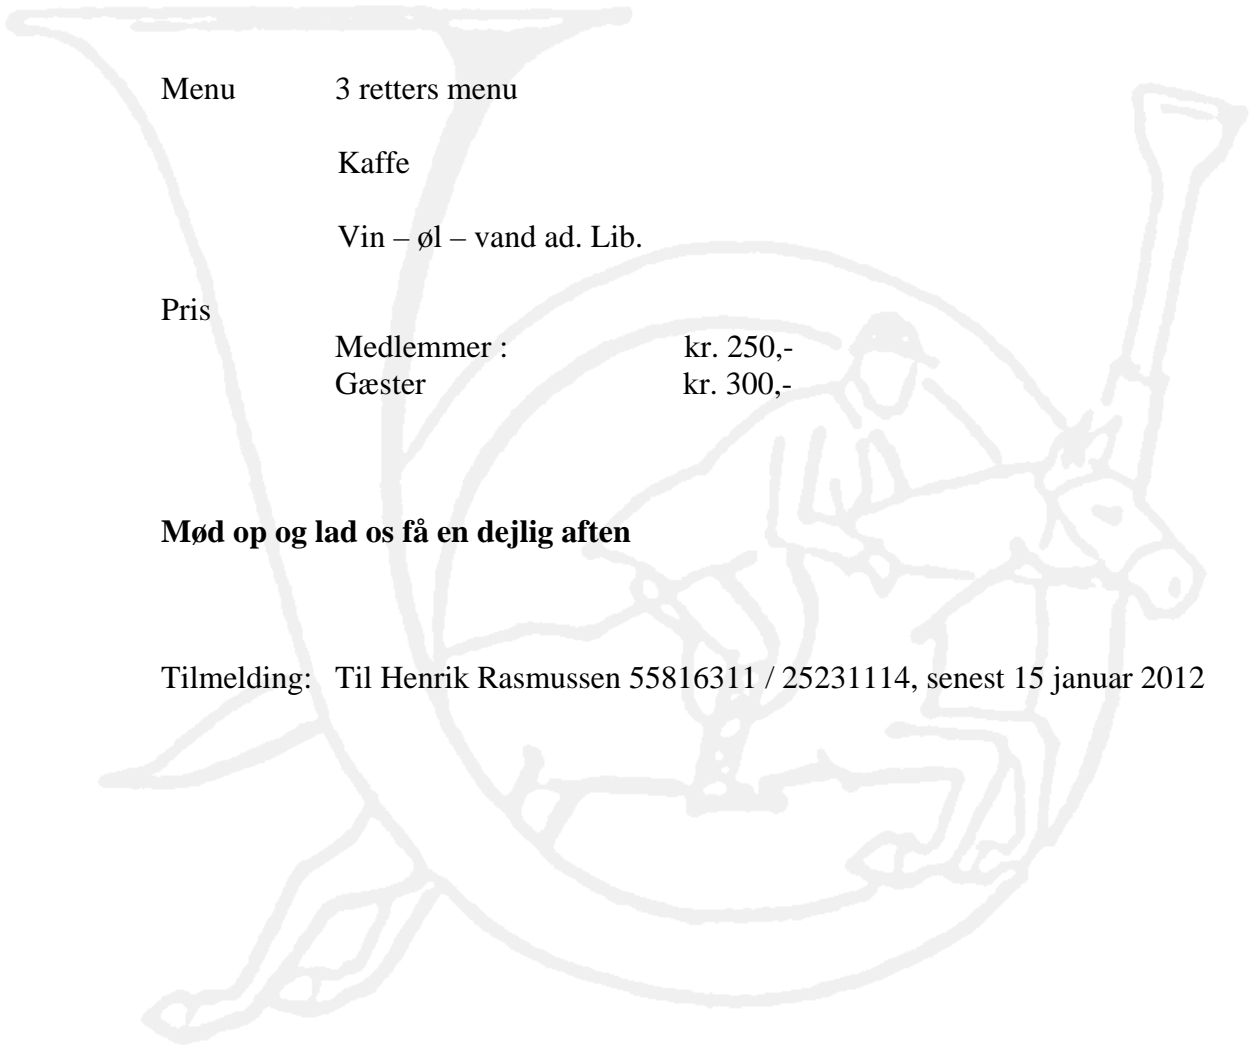 Menu 3 retters menu
Kaffe
Vin – øl – vand ad. Lib.
Pris
Medlemmer : kr. 250,-
Gæster kr. 300,-
Mød op og lad os få en dejlig aften
Tilmelding: Til Henrik Rasmussen 55816311 / 25231114, senest 15 januar 2012